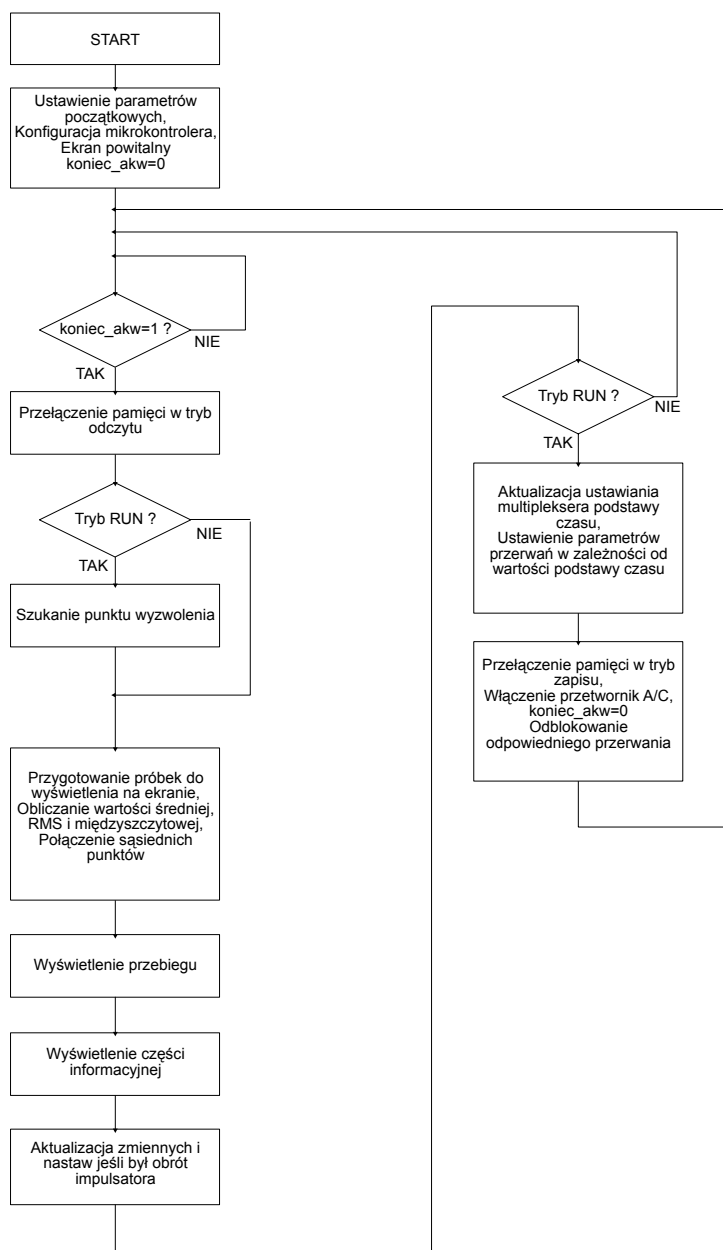 START
Ustawienie parametrów
początkowych,
Konfiguracja mikrokontrolera,
Ekran powitalny
koniec_akw=0
koniec_akw=1 ?
NIE
TAK
Przełączenie pamięci w tryb
odczytu
Tryb RUN ?
NIE
TAK
Szukanie punktu wyzwolenia
Przygotowanie próbek do
wyświetlenia na ekranie,
Obliczanie wartości średniej,
RMS i międzyszczytowej,
Połączenie sąsiednich
punktów
Wyświetlenie przebiegu
Wyświetlenie części
informacyjnej
Aktualizacja zmiennych i
nastaw jeśli był obrót
impulsatora
Tryb RUN ?
NIE
TAK
Aktualizacja ustawiania
multipleksera podstawy
czasu,
Ustawienie parametrów
przerwań w zależności od
wartości podstawy czasu
Przełączenie pamięci w tryb
zapisu,
Włączenie przetwornik A/C,
koniec_akw=0
Odblokowanie
odpowiedniego przerwania